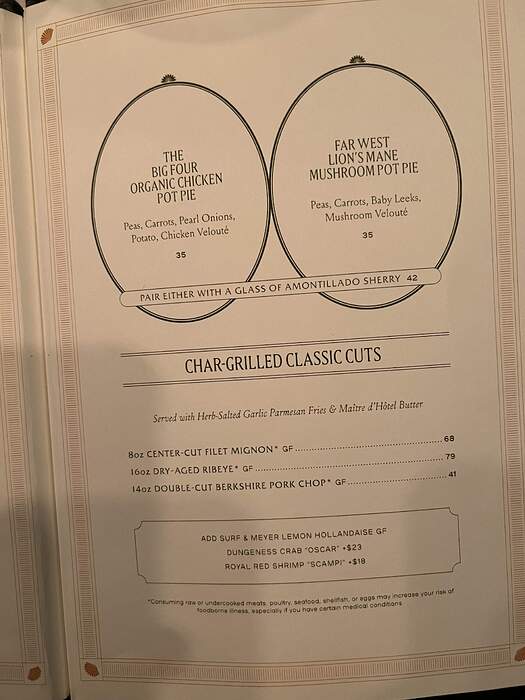 THE
BIG FOUR
ORGANIC CHICKEN
POT PIE
Peas, Carrots, Pearl Onions,
Potato, Chicken Velouté
35
FAR WEST
LION'S MANE
MUSHROOM POT PIE
Peas, Carrots, Baby Leeks,
Mushroom Velouté
35
PAIR EITHER WITH A GLASS OF AMONTILLADO SHERRY 42
CHAR-GRILLED CLASSIC CUTS
Served with Herb-Salted Garlic Parmesan Fries & Maître d'Hôtel Butter
8oz CENTER-CUT FILET MIGNON* GF 68
16oz DRY-AGED RIBEYE* GF 79
14oz DOUBLE-CUT BERKSHIRE PORK CHOP* GF 41
ADD SURF & MEYER LEMON HOLLANDAISE GF
DUNGENESS CRAB "OSCAR" +$23
ROYAL RED SHRIMP "SCAMPI" +$18
*Consuming raw or undercooked meats, poultry, seafood, shellfish, or eggs may increase your risk of
foodborne illness, especially if you have certain medical conditions